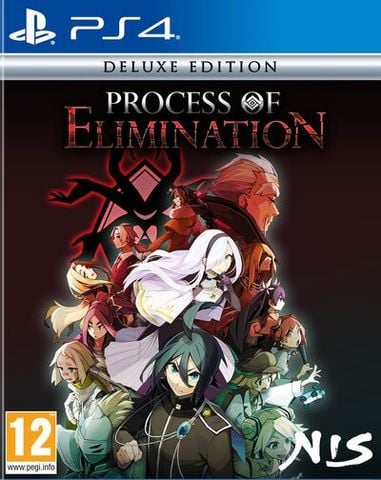 PS4
DELUXE EDITION
PROCESS OF
ELIMINATION
12
www.pegi.info
NIS